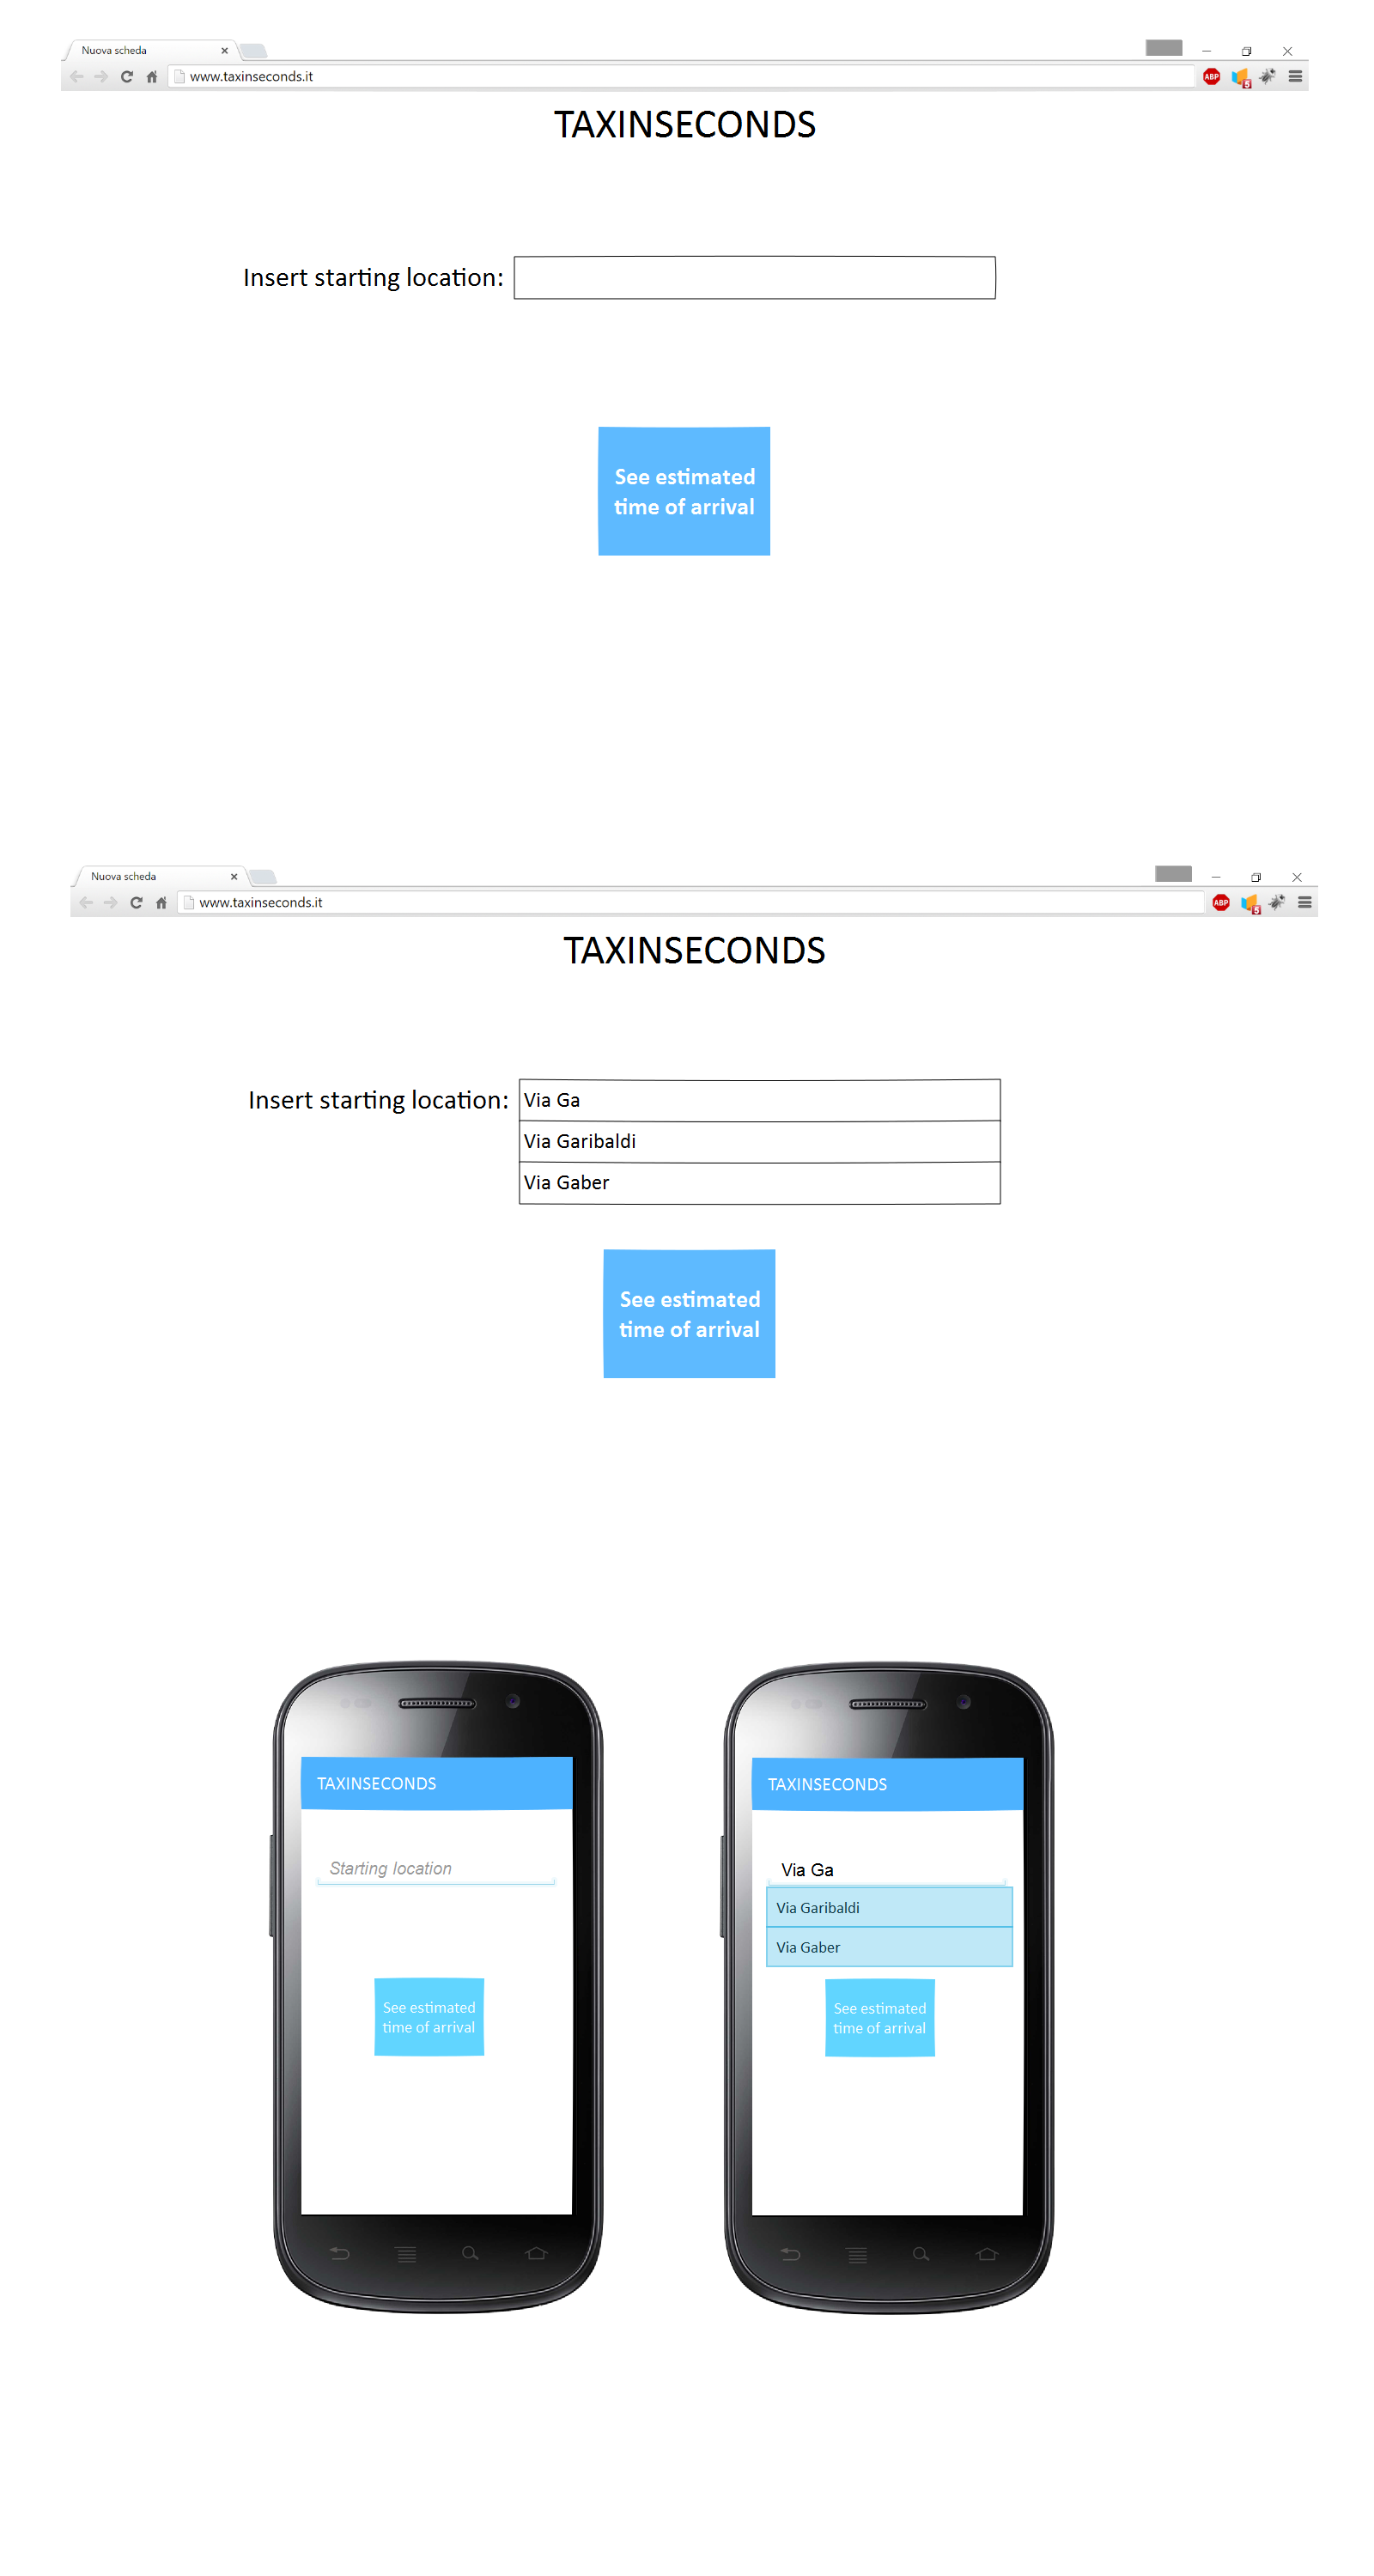 Nuova scheda
www.taxinseconds.it
ABP
5
TAXINSECONDS
Insert starting location:
See estimated
time of arrival
Nuova scheda
www.taxinseconds.it
ABP
5
TAXINSECONDS
Insert starting location: Via Ga
Via Garibaldi
Via Gaber
See estimated
time of arrival
TAXINSECONDS
Starting location
See estimated
time of arrival
TAXINSECONDS
Via Ga
Via Garibaldi
Via Gaber
See estimated
time of arrival